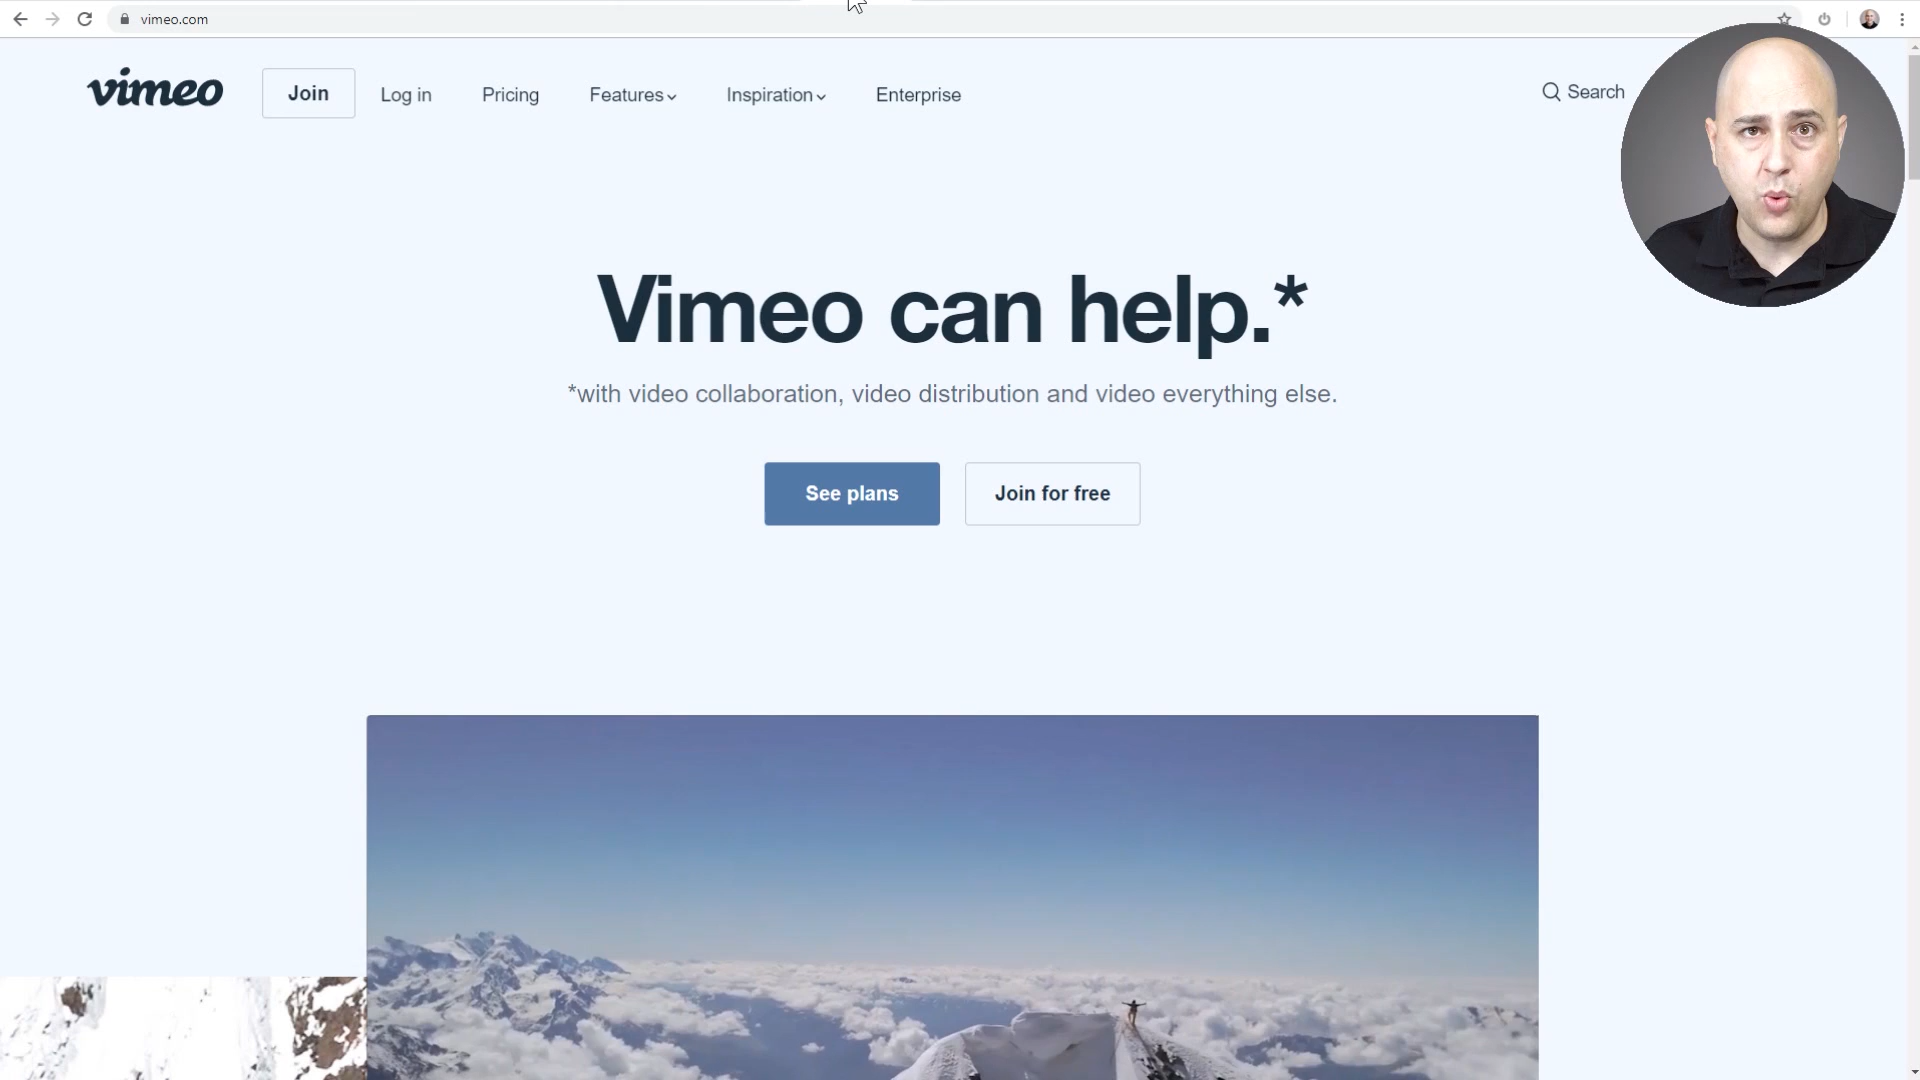 vimeo.com
vimeo
Join
Log in
Pricing
Features
Inspiration
Enterprise
Search
Vimeo can help.*
*with video collaboration, video distribution and video everything else.
See plans
Join for free